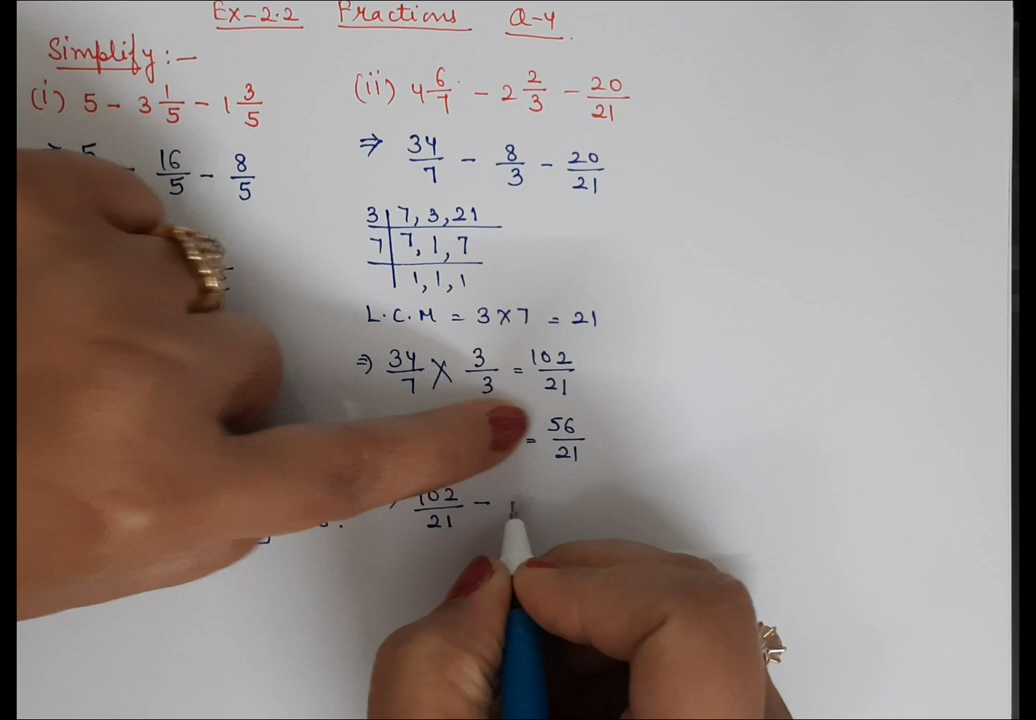 Ex-2.2 Fractions Q-4
Simplify:-
(i) 5 - 3 1/5 - 1 3/5
16/5 - 8/5
(ii) 4 6/7 - 2 2/3 - 20/21
⇒ 34/7 - 8/3 - 20/21
3 | 7, 3, 21
7 | 7, 1, 7
| 1, 1, 1
L.C.M = 3 × 7 = 21
⇒ 34/7 × 3/3 = 102/21
= 56/21
102/21 -